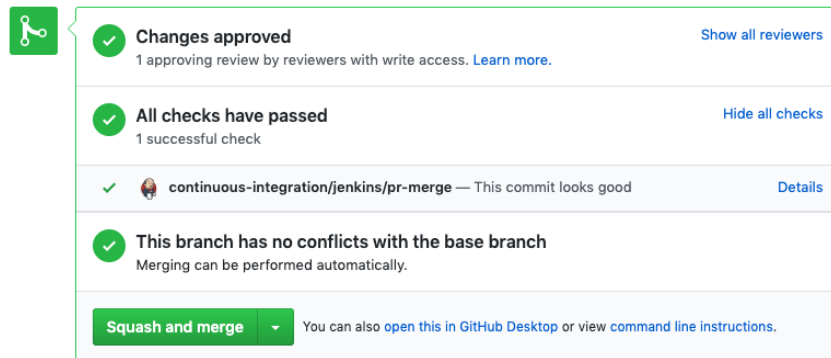 Changes approved
Show all reviewers
1 approving review by reviewers with write access. Learn more.
All checks have passed
Hide all checks
1 successful check
continuous-integration/jenkins/pr-merge — This commit looks good
Details
This branch has no conflicts with the base branch
Merging can be performed automatically.
Squash and merge
You can also open this in GitHub Desktop or view command line instructions.